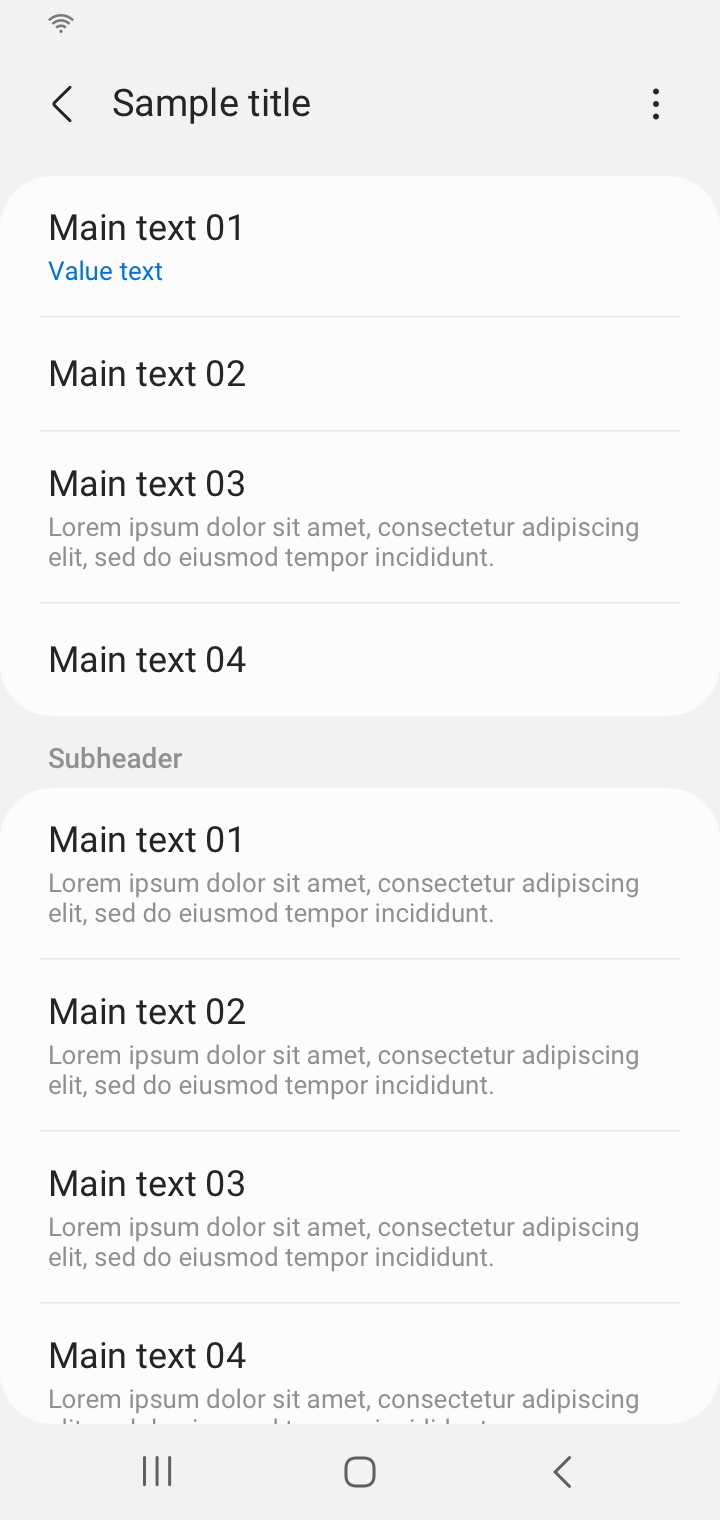 Sample title
Main text 01
Value text
Main text 02
Main text 03
Lorem ipsum dolor sit amet, consectetur adipiscing
elit, sed do eiusmod tempor incididunt.
Main text 04
Subheader
Main text 01
Lorem ipsum dolor sit amet, consectetur adipiscing
elit, sed do eiusmod tempor incididunt.
Main text 02
Lorem ipsum dolor sit amet, consectetur adipiscing
elit, sed do eiusmod tempor incididunt.
Main text 03
Lorem ipsum dolor sit amet, consectetur adipiscing
elit, sed do eiusmod tempor incididunt.
Main text 04
Lorem ipsum dolor sit amet, consectetur adipiscing